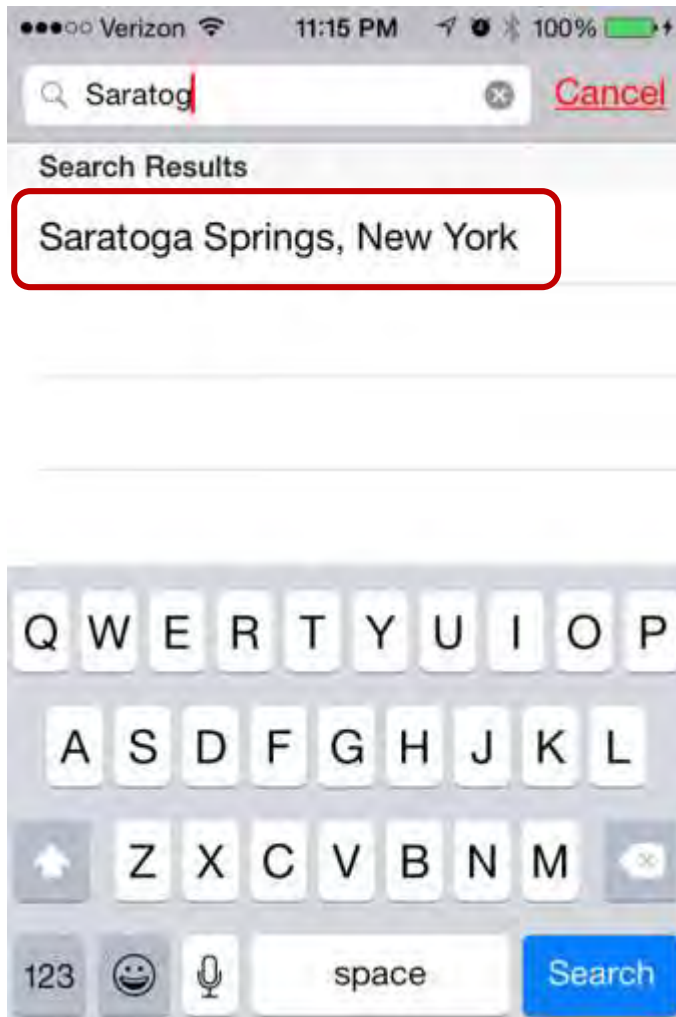 Verizon 11:15 PM 100%
Saratog Cancel
Search Results
Saratoga Springs, New York
Q W E R T Y U I O P
A S D F G H J K L
Z X C V B N M
123 space Search